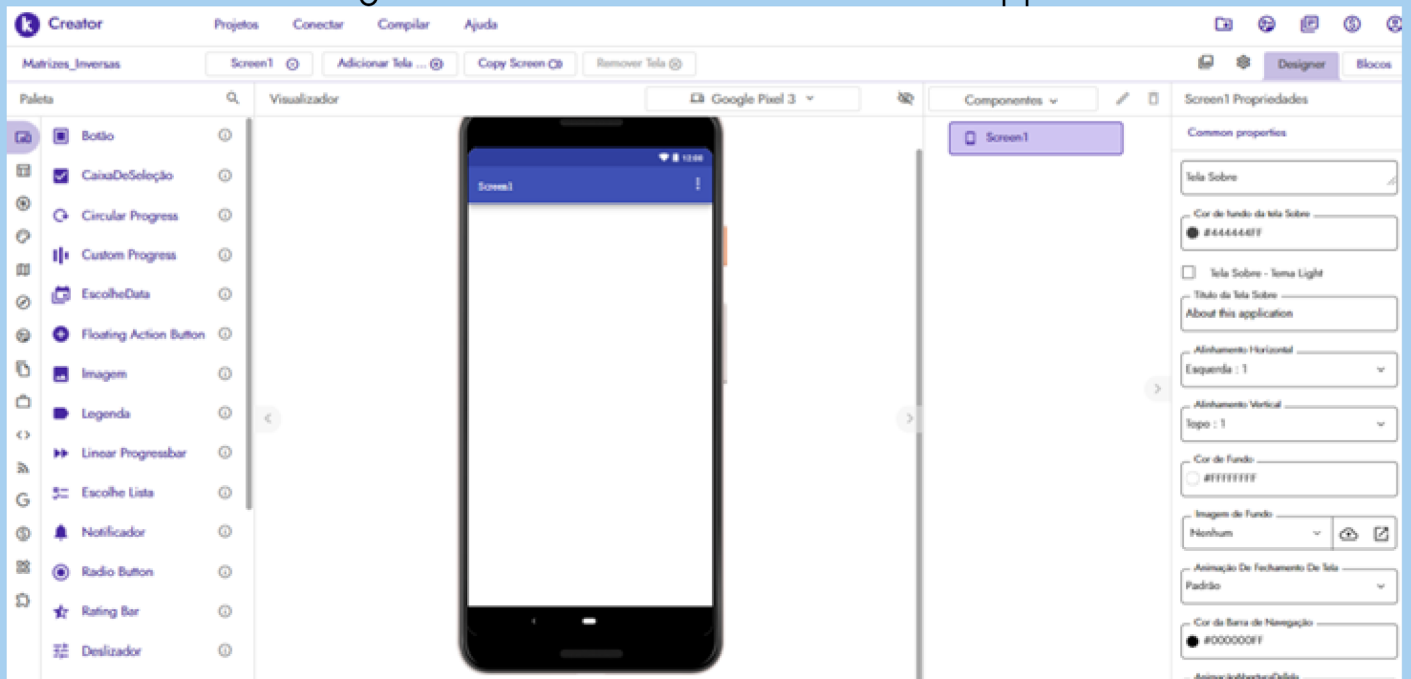 Creator
Projetos Conectar Compilar Ajuda
Matrizes_Inversas
Screen1
Adicionar Tela ...
Copy Screen
Remover Tela
Designer
Blocos
Paleta
Botão
CaixaDeSeleção
Circular Progress
Custom Progress
EscolheData
Floating Action Button
Imagem
Legenda
Linear Progressbar
Escolhe Lista
Notificador
Radio Button
Rating Bar
Deslizador
Visualizador
Google Pixel 3
12:00
Screen1
Componentes
Screen1
Screen1 Propriedades
Common properties
Tela Sobre
Cor de fundo da tela Sobre
#444444FF
Tela Sobre - Tema Light
Título da Tela Sobre
About this application
Alinhamento Horizontal
Esquerda : 1
Alinhamento Vertical
Topo : 1
Cor de Fundo
#FFFFFFFF
Imagem de Fundo
Nenhum
Animação De Fechamento De Tela
Padrão
Cor da Barra de Navegação
#000000FF
AnimaçãoAberturaDeTela